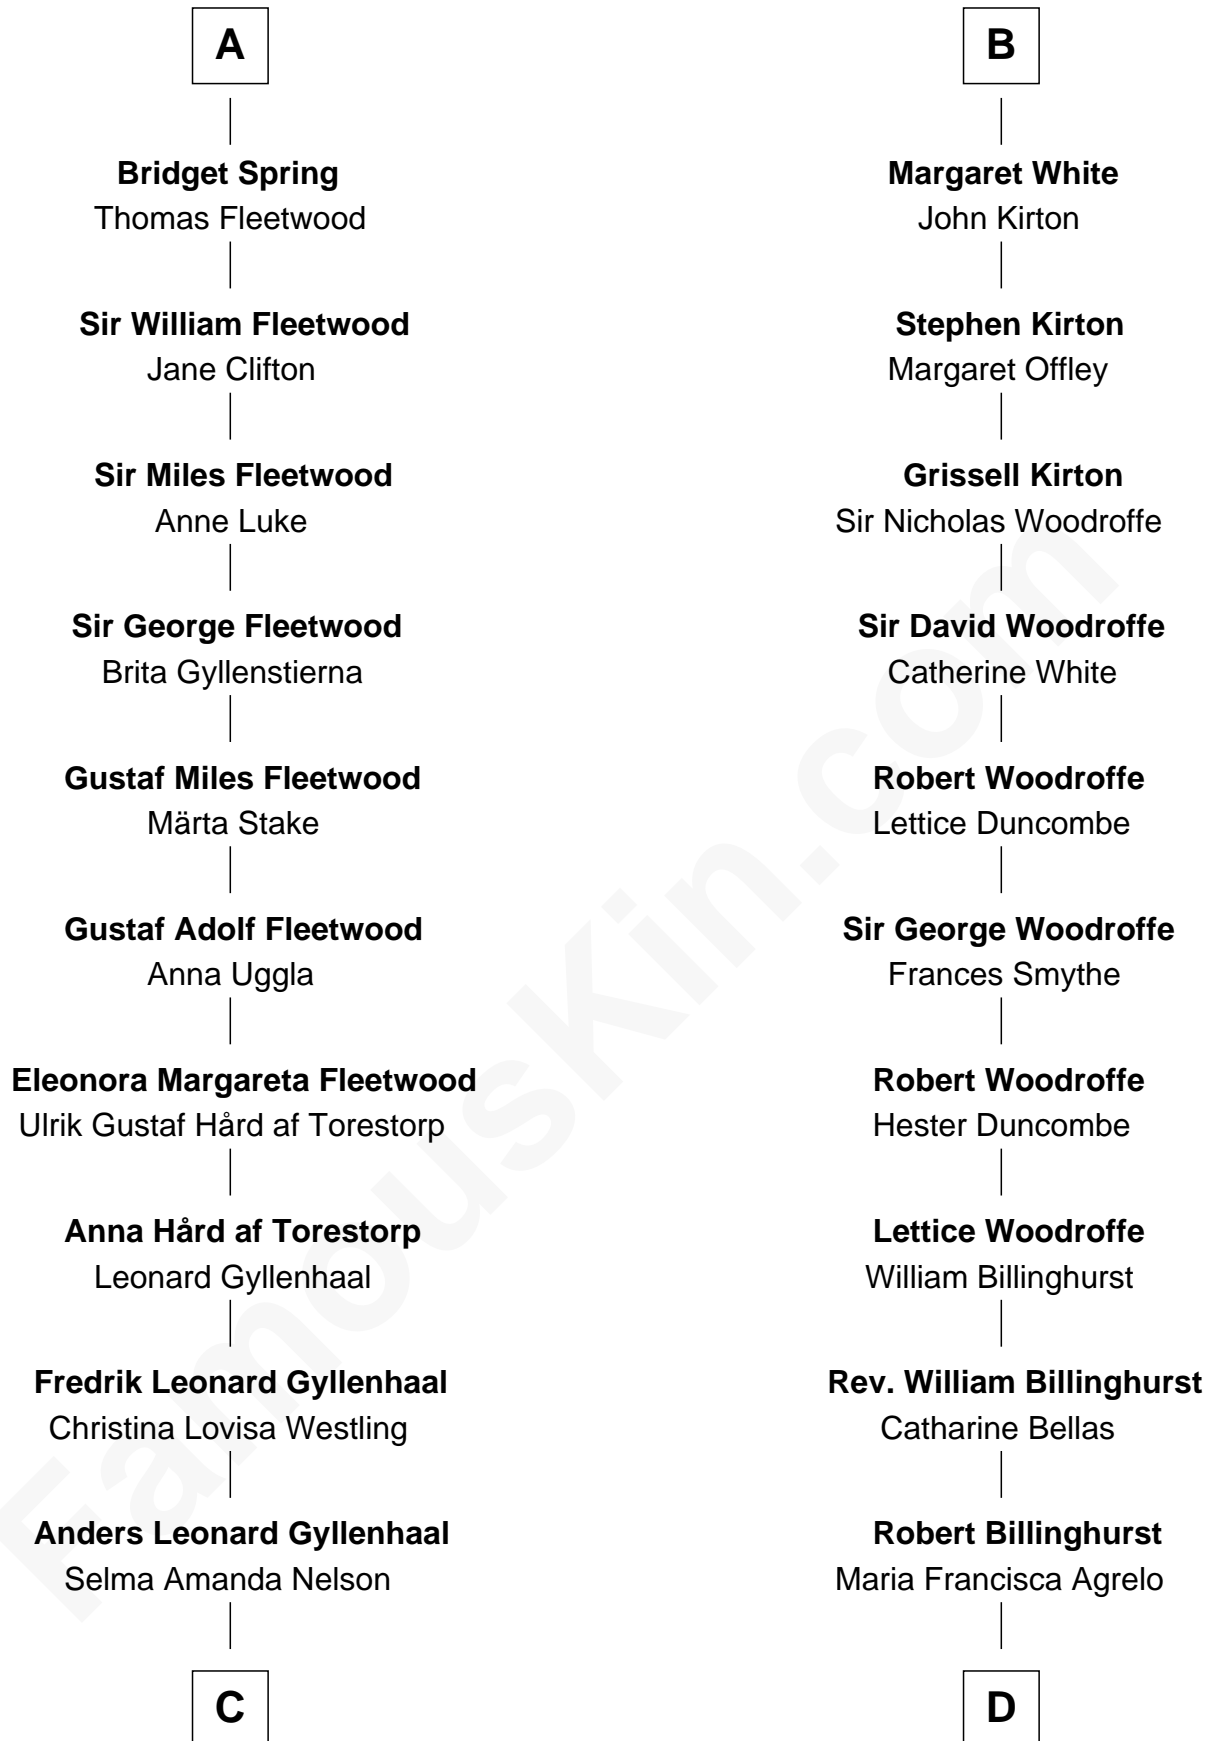 A
Bridget Spring
Thomas Fleetwood
Sir William Fleetwood
Jane Clifton
Sir Miles Fleetwood
Anne Luke
Sir George Fleetwood
Brita Gyllenstierna
Gustaf Miles Fleetwood
Märta Stake
Gustaf Adolf Fleetwood
Anna Uggla
Eleonora Margareta Fleetwood
Ulrik Gustaf Hård af Torestorp
Anna Hård af Torestorp
Leonard Gyllenhaal
Fredrik Leonard Gyllenhaal
Christina Lovisa Westling
Anders Leonard Gyllenhaal
Selma Amanda Nelson
C
B
Margaret White
John Kirton
Stephen Kirton
Margaret Offley
Grissell Kirton
Sir Nicholas Woodroffe
Sir David Woodroffe
Catherine White
Robert Woodroffe
Lettice Duncombe
Sir George Woodroffe
Frances Smythe
Robert Woodroffe
Hester Duncombe
Lettice Woodroffe
William Billinghurst
Rev. William Billinghurst
Catharine Bellas
Robert Billinghurst
Maria Francisca Agrelo
D
FamousKin.com